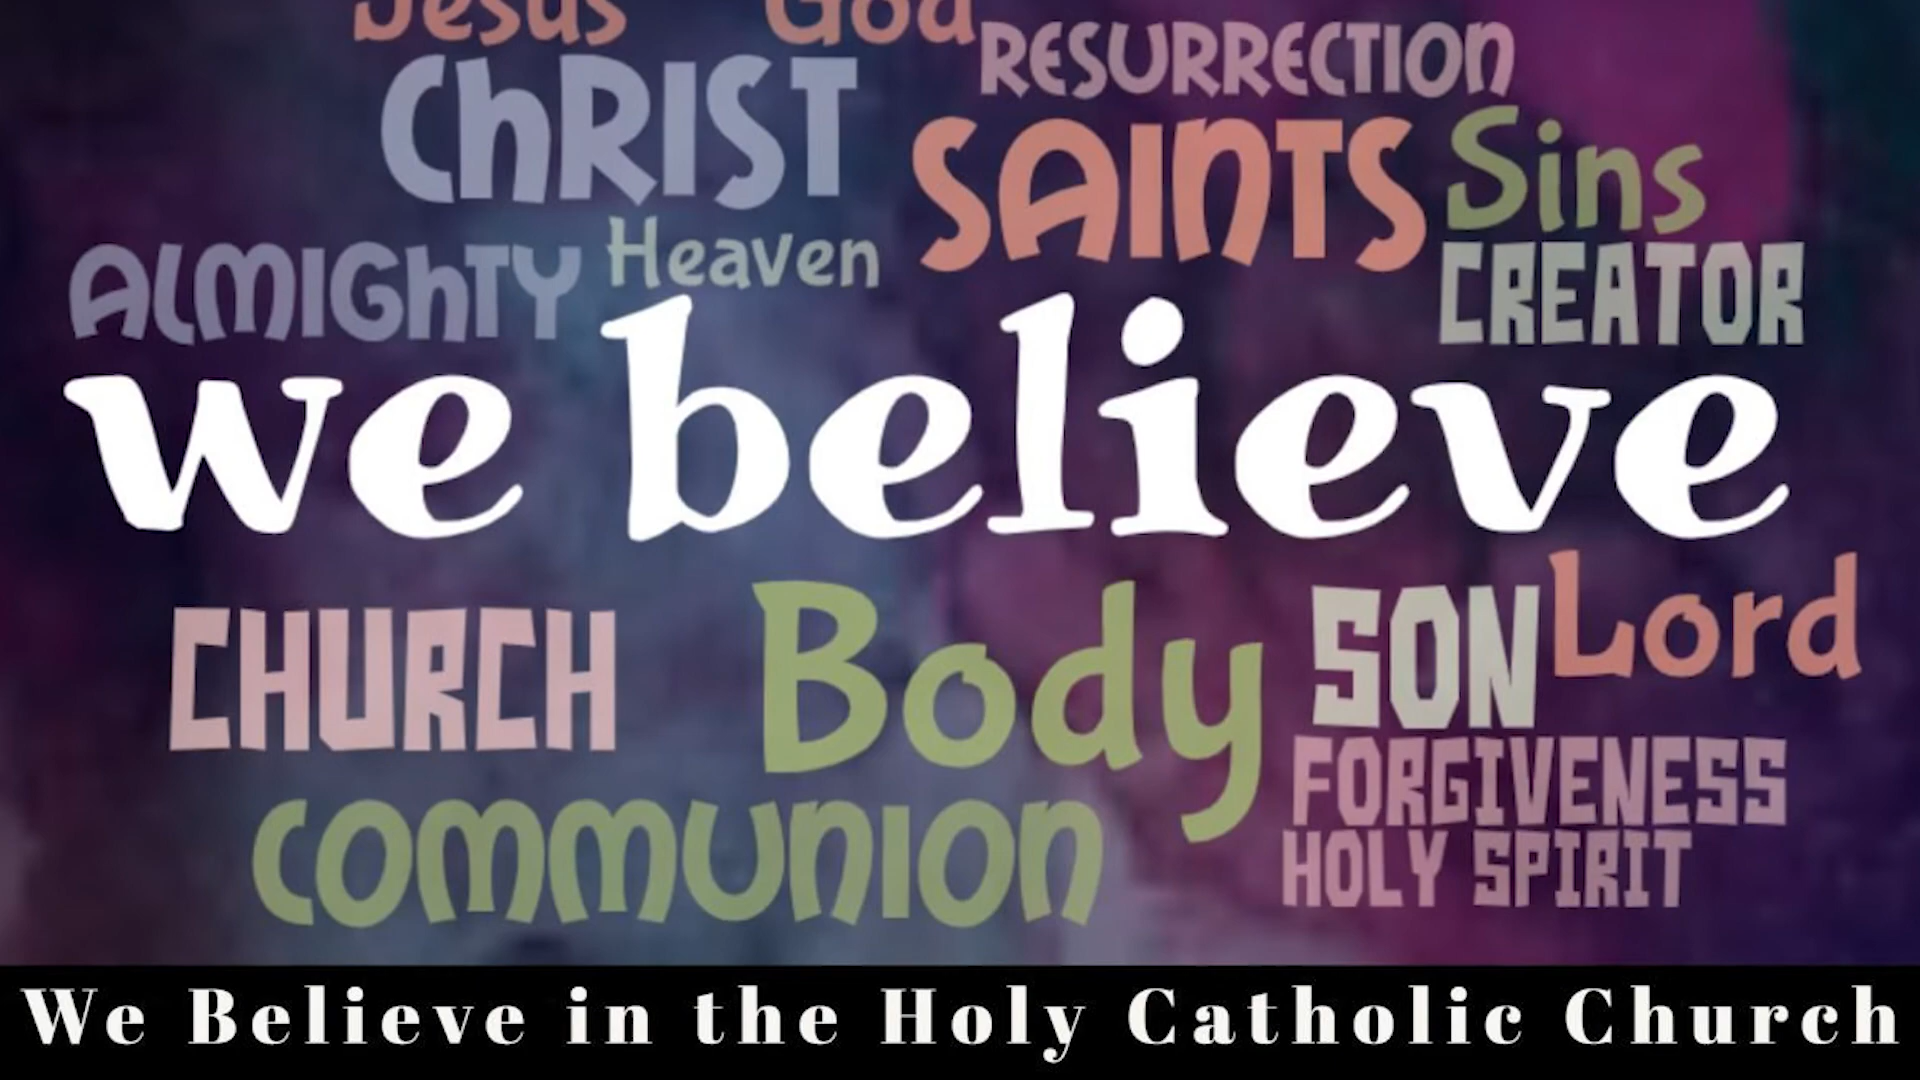 Jesus God
RESURRECTION
ChRIST
SAINTS
Sins
ALMIGhTY
Heaven
CREATOR
we believe
CHURCH
Body
SON
Lord
FORGIVENESS
COMMUNION
HOLY SPIRIT
We Believe in the Holy Catholic Church